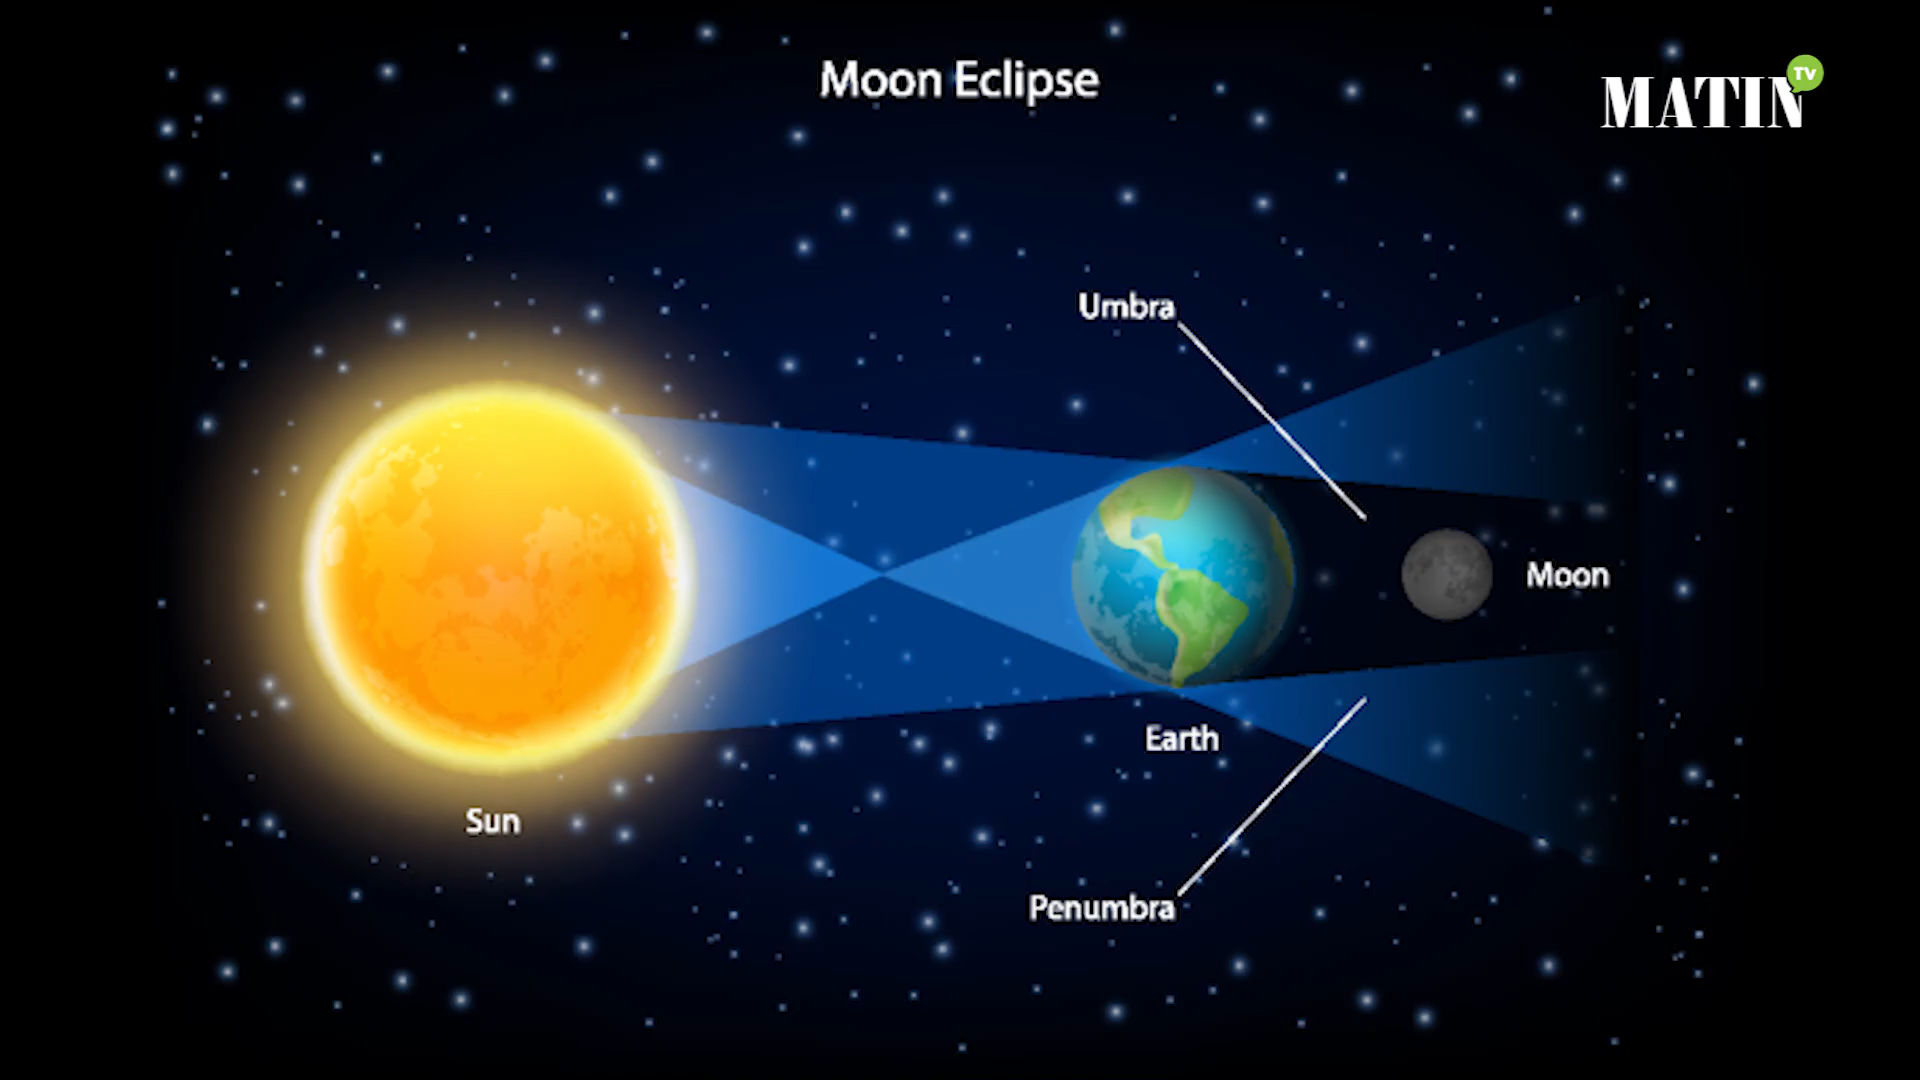 Moon Eclipse
MATIN TV
Umbra
Moon
Earth
Sun
Penumbra